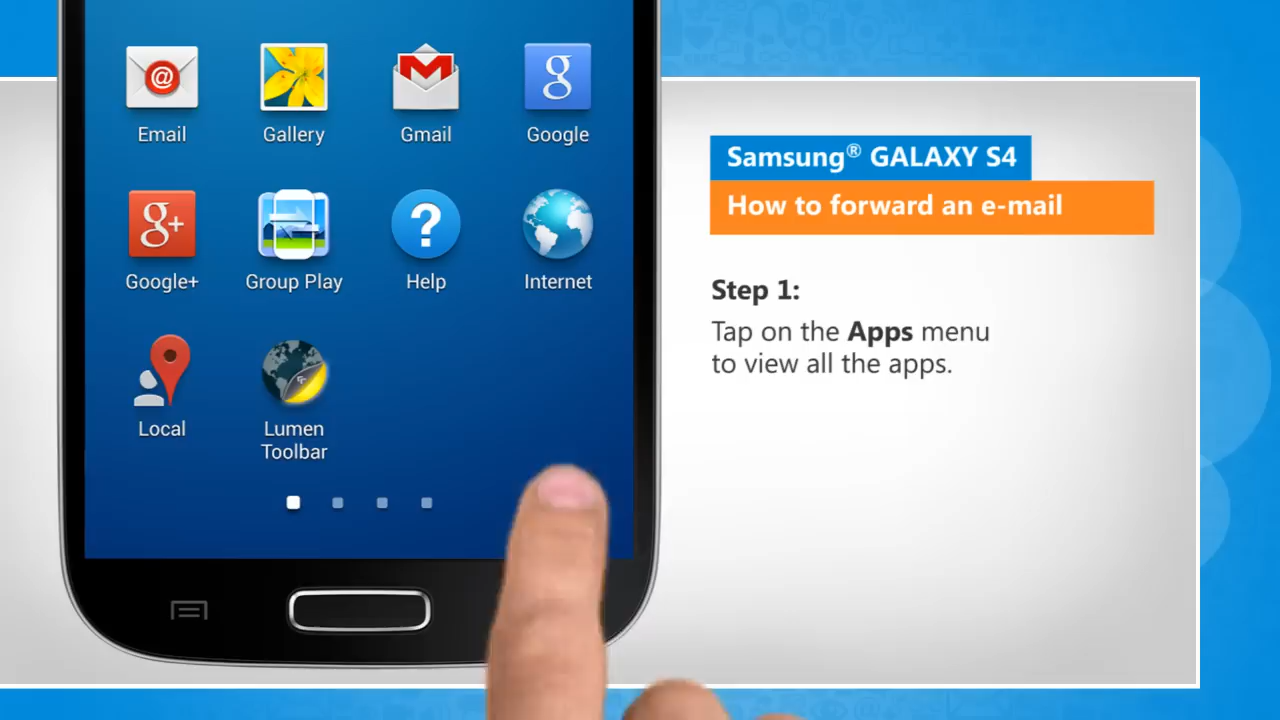 Email Gallery Gmail Google
Google+ Group Play Help Internet
Local Lumen
Toolbar
Samsung® GALAXY S4
How to forward an e-mail
Step 1:
Tap on the Apps menu
to view all the apps.